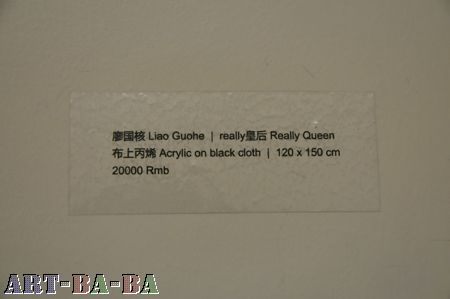 廖国核 Liao Guohe | really皇后 Really Queen
布上丙烯 Acrylic on black cloth | 120 x 150 cm
20000 Rmb
ART-BA-BA